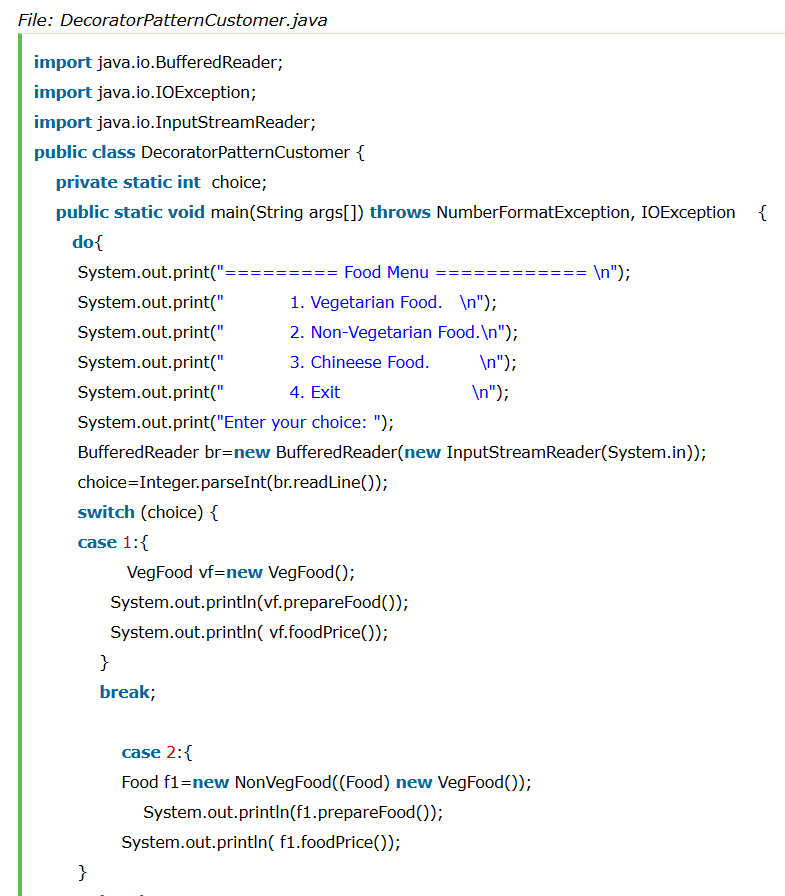 File: DecoratorPatternCustomer.java
import java.io.BufferedReader;
import java.io.IOException;
import java.io.InputStreamReader;
public class DecoratorPatternCustomer {
private static int  choice;
public static void main(String args[]) throws NumberFormatException, IOException    {
do{
System.out.print("========= Food Menu ============ \n");
System.out.print("            1. Vegetarian Food.   \n");
System.out.print("            2. Non-Vegetarian Food.\n");
System.out.print("            3. Chineese Food.         \n");
System.out.print("            4. Exit                        \n");
System.out.print("Enter your choice: ");
BufferedReader br=new BufferedReader(new InputStreamReader(System.in));
choice=Integer.parseInt(br.readLine());
switch (choice) {
case 1:{
VegFood vf=new VegFood();
System.out.println(vf.prepareFood());
System.out.println( vf.foodPrice());
}
break;
case 2:{
Food f1=new NonVegFood((Food) new VegFood());
System.out.println(f1.prepareFood());
System.out.println( f1.foodPrice());
}